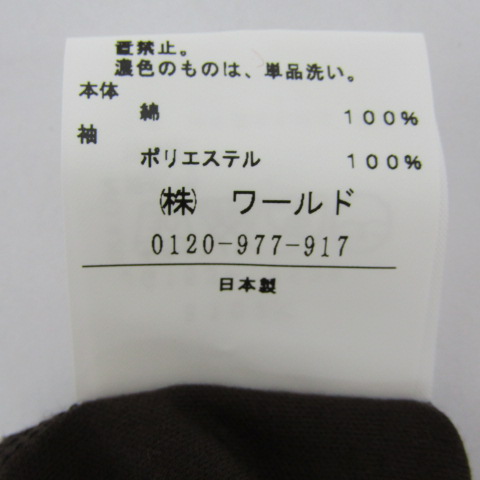 置禁止。
濃色のものは、単品洗い。
本体
綿 100%
袖
ポリエステル 100%
㈱ ワールド
0120-977-917
日本製